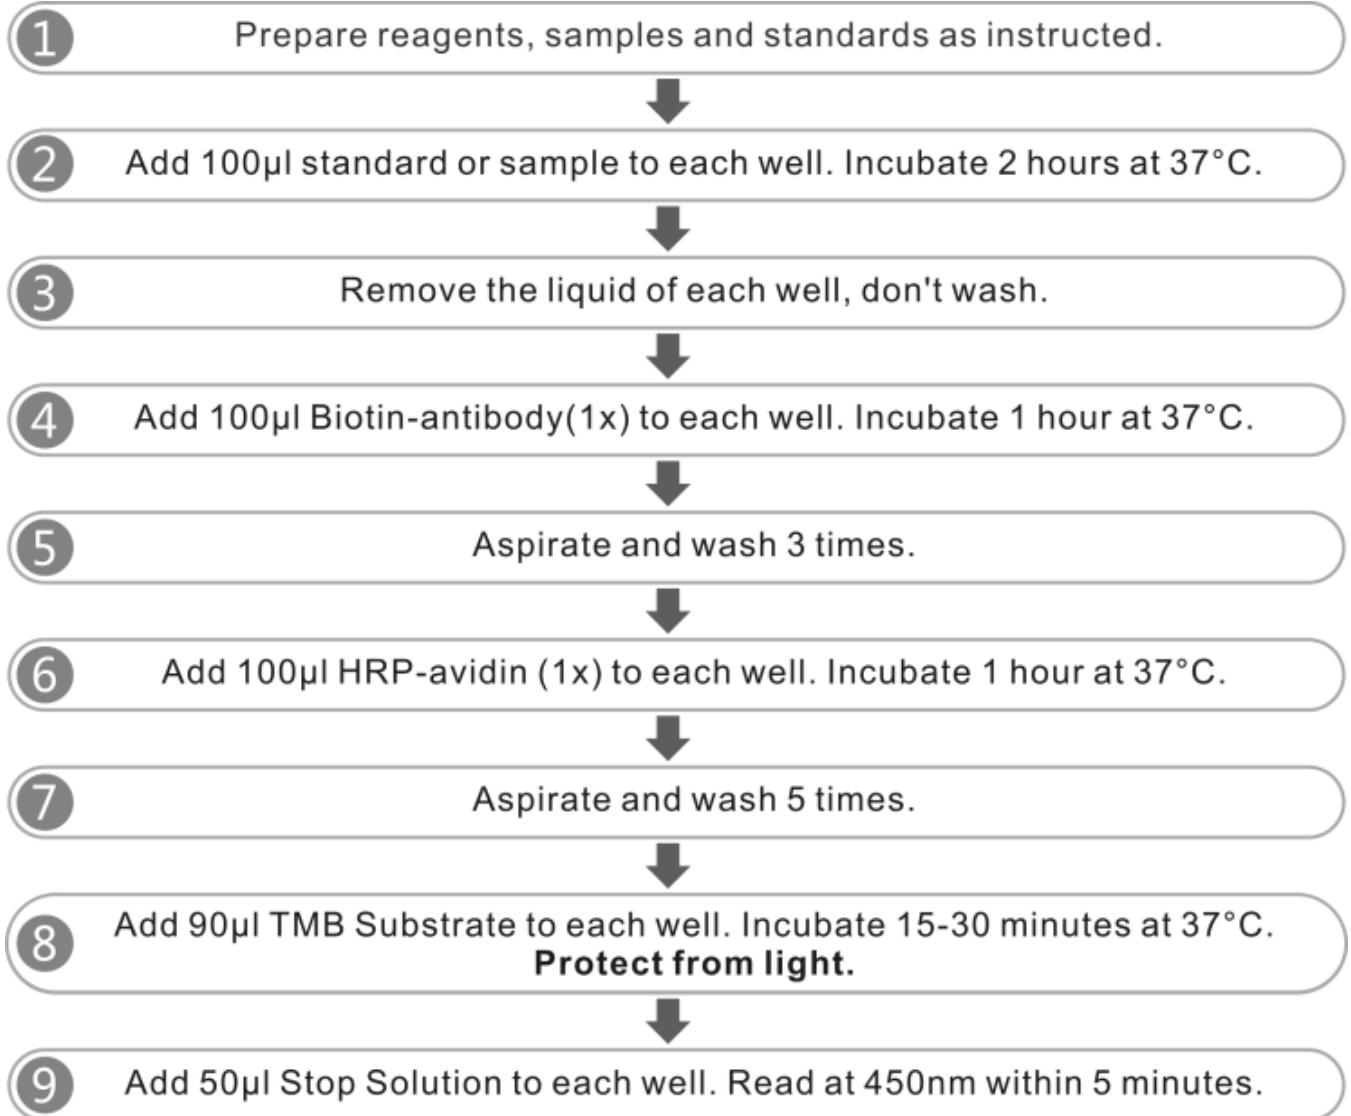 1 Prepare reagents, samples and standards as instructed.
2 Add 100µl standard or sample to each well. Incubate 2 hours at 37°C.
3 Remove the liquid of each well, don't wash.
4 Add 100µl Biotin-antibody(1x) to each well. Incubate 1 hour at 37°C.
5 Aspirate and wash 3 times.
6 Add 100µl HRP-avidin (1x) to each well. Incubate 1 hour at 37°C.
7 Aspirate and wash 5 times.
8 Add 90µl TMB Substrate to each well. Incubate 15-30 minutes at 37°C.
Protect from light.
9 Add 50µl Stop Solution to each well. Read at 450nm within 5 minutes.